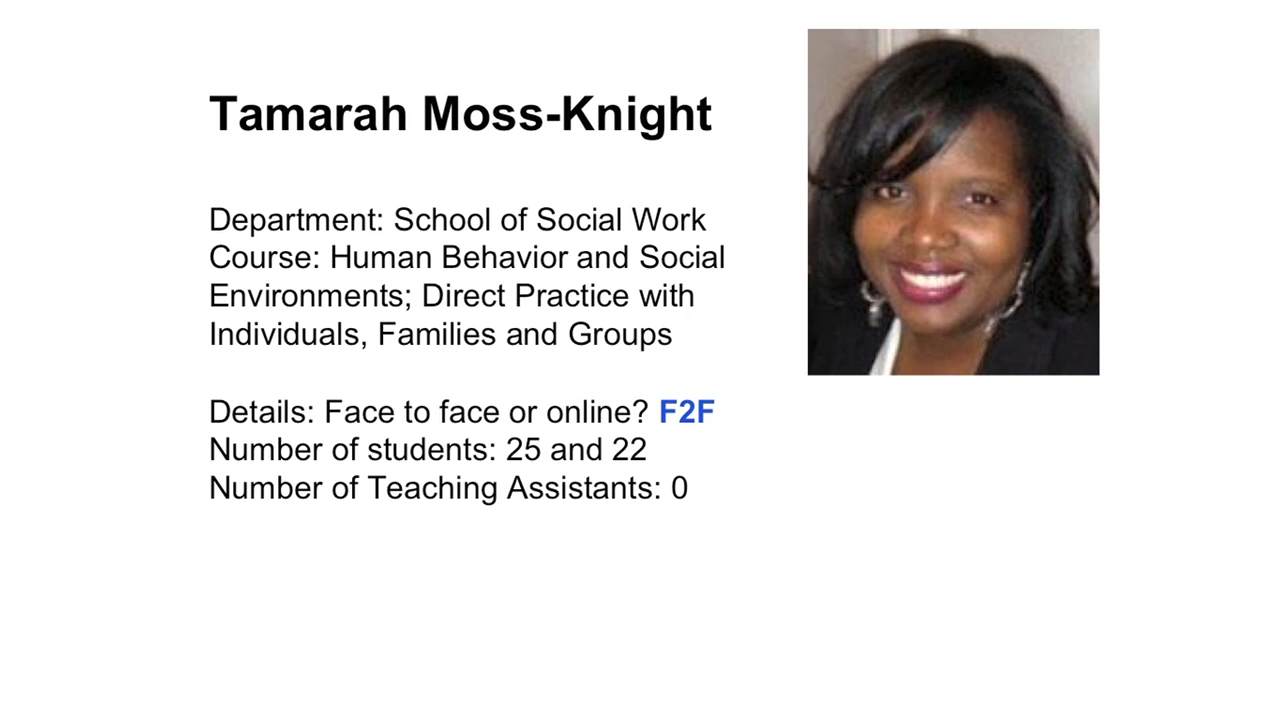 Tamarah Moss-Knight
Department: School of Social Work
Course: Human Behavior and Social
Environments; Direct Practice with
Individuals, Families and Groups
Details: Face to face or online? F2F
Number of students: 25 and 22
Number of Teaching Assistants: 0